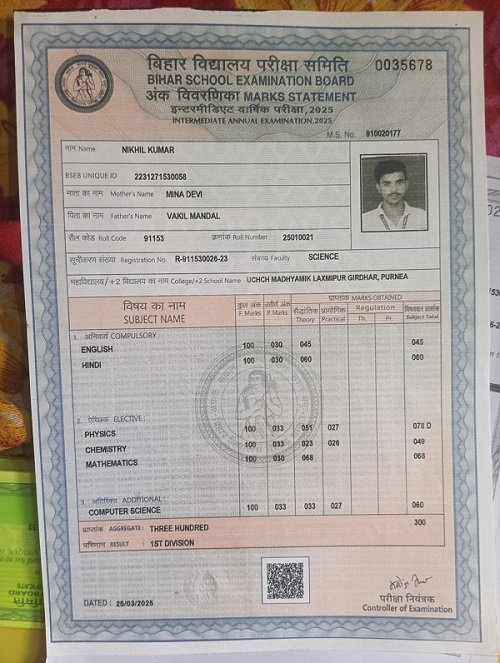 बिहार विद्यालय परीक्षा समिति 0035678
BIHAR SCHOOL EXAMINATION BOARD
अंक विवरणिका MARKS STATEMENT
इन्टरमीडिएट वार्षिक परीक्षा, 2025
INTERMEDIATE ANNUAL EXAMINATION, 2025
M.S. No. 910020177
नाम Name NIKHIL KUMAR
BSEB UNIQUE ID 2231271530058
माता का नाम Mother's Name MINA DEVI
पिता का नाम Father's Name VAKIL MANDAL
रौल कोड Roll Code 91153 क्रमांक Roll Number 25010021
सूचीकरण संख्या Registration No. R-911530026-23 संकाय Faculty SCIENCE
महाविद्यालय/+2 विद्यालय का नाम College/+2 School Name UCHCH MADHYAMIK LAXMIPUR GIRDHAR, PURNEA
विषय का नाम कुल अंक उत्तीर्ण अंक प्राप्तांक MARKS OBTAINED
SUBJECT NAME F. Marks P. Marks सैद्धांतिक Theory प्रायोगिक Practical Regulation Th. Pr. विषयवार प्राप्तांक Subject Total
1. अनिवार्य COMPULSORY :
ENGLISH 100 030 045 045
HINDI 100 030 060 060
2. ऐच्छिक ELECTIVE :
PHYSICS 100 033 051 027 078 D
CHEMISTRY 100 033 023 026 049
MATHEMATICS 100 030 068 068
3. अतिरिक्त ADDITIONAL :
COMPUTER SCIENCE 100 033 033 027 060
प्राप्तांक AGGREGATE : THREE HUNDRED 300
परिणाम RESULT : 1ST DIVISION
DATED : 25/03/2025
परीक्षा नियंत्रक
Controller of Examination